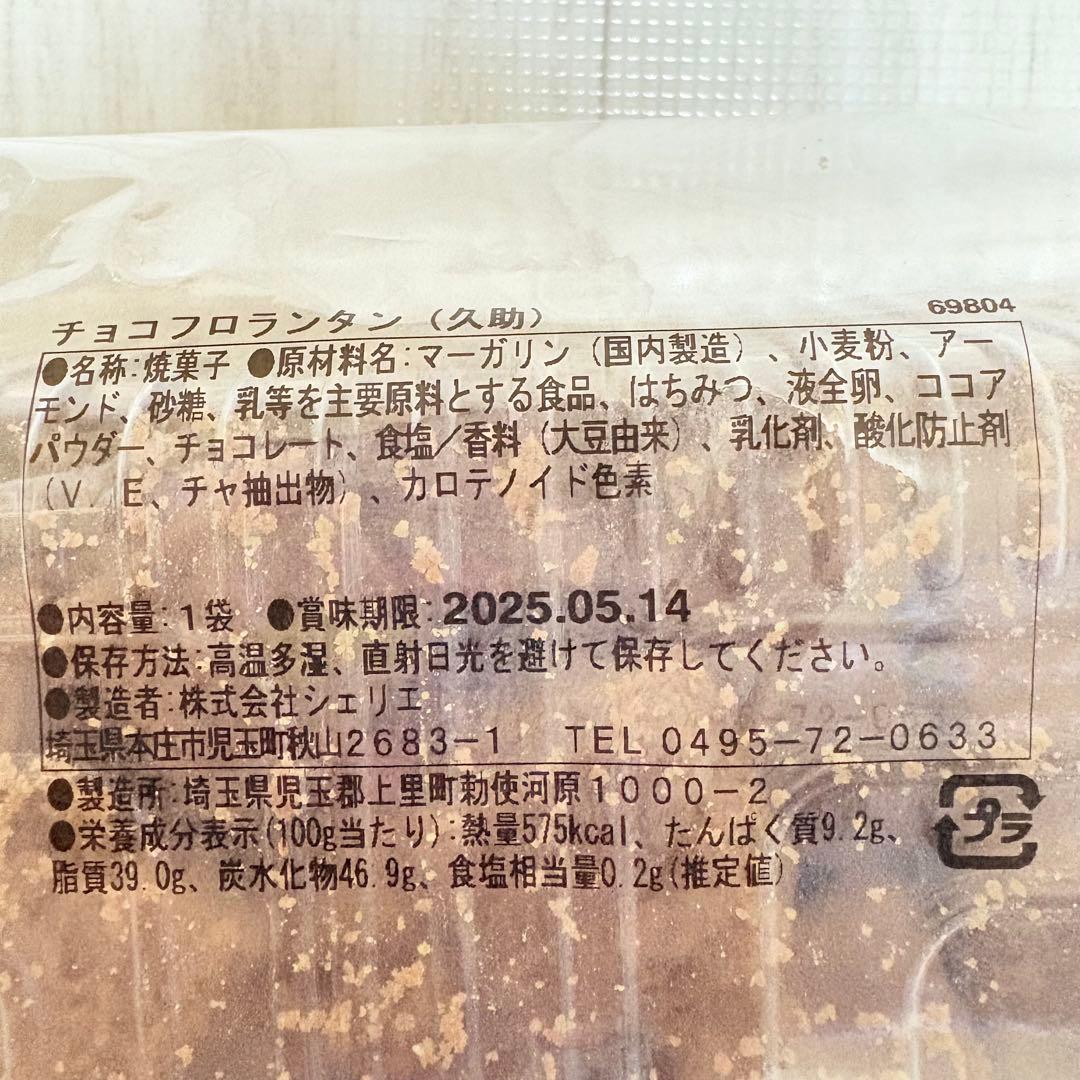 チョコフロランタン（久助）
69804
●名称:焼菓子 ●原材料名:マーガリン（国内製造）、小麦粉、アー
モンド、砂糖、乳等を主要原料とする食品、はちみつ、液全卵、ココア
パウダー、チョコレート、食塩／香料（大豆由来）、乳化剤、酸化防止剤
（V．E、チャ抽出物）、カロテノイド色素
●内容量:1袋 ●賞味期限:2025.05.14
●保存方法:高温多湿、直射日光を避けて保存してください。
●製造者:株式会社シェリエ
埼玉県本庄市児玉町秋山2683-1 TEL 0495-72-0633
●製造所:埼玉県児玉郡上里町勅使河原1000-2
●栄養成分表示(100g当たり):熱量575kcal、たんぱく質9.2g、
脂質39.0g、炭水化物46.9g、食塩相当量0.2g(推定値)
プラ